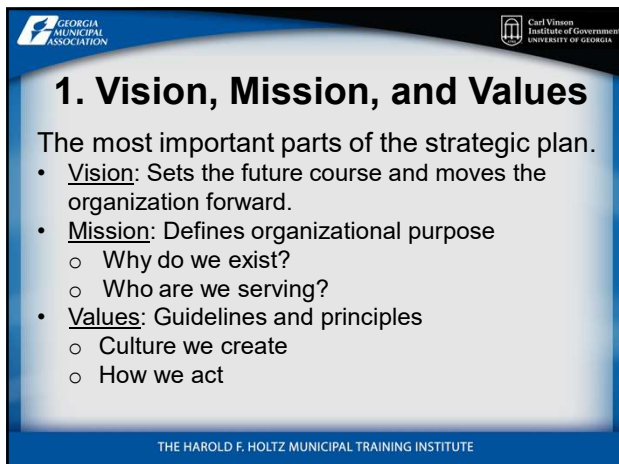 GEORGIA
MUNICIPAL
ASSOCIATION
Carl Vinson
Institute of Government
UNIVERSITY OF GEORGIA
1. Vision, Mission, and Values
The most important parts of the strategic plan.
• Vision: Sets the future course and moves the
organization forward.
• Mission: Defines organizational purpose
o Why do we exist?
o Who are we serving?
• Values: Guidelines and principles
o Culture we create
o How we act
THE HAROLD F. HOLTZ MUNICIPAL TRAINING INSTITUTE